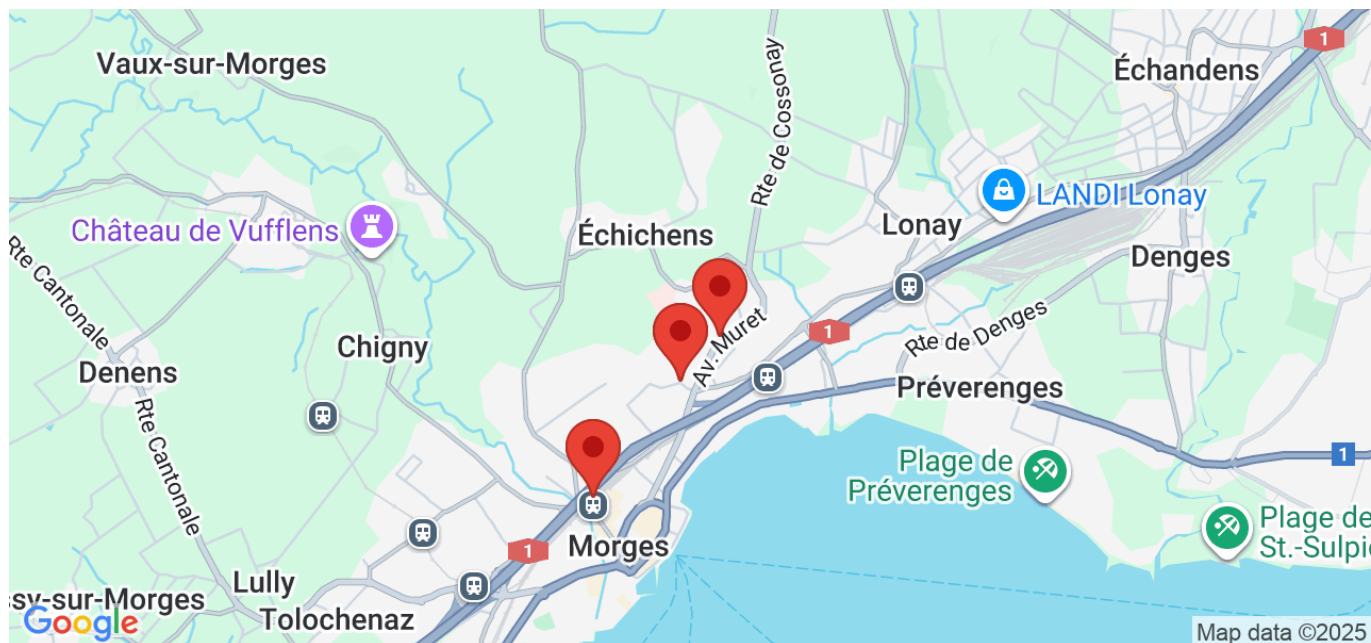 Vaux-sur-Morges
Rte de Cossonay
Échandens
1
Château de Vufflens
Échichens
Lonay
LANDI Lonay
Denges
Rte Cantonale
Chigny
Av. Muret
1
Rte de Denges
Denens
Préverenges
Rte Cantonale
Plage de
Préverenges
1
Plage de
St.-Sulpic
Morges
1
Lully
ssy-sur-Morges
Tolochenaz
Google
Map data ©2025